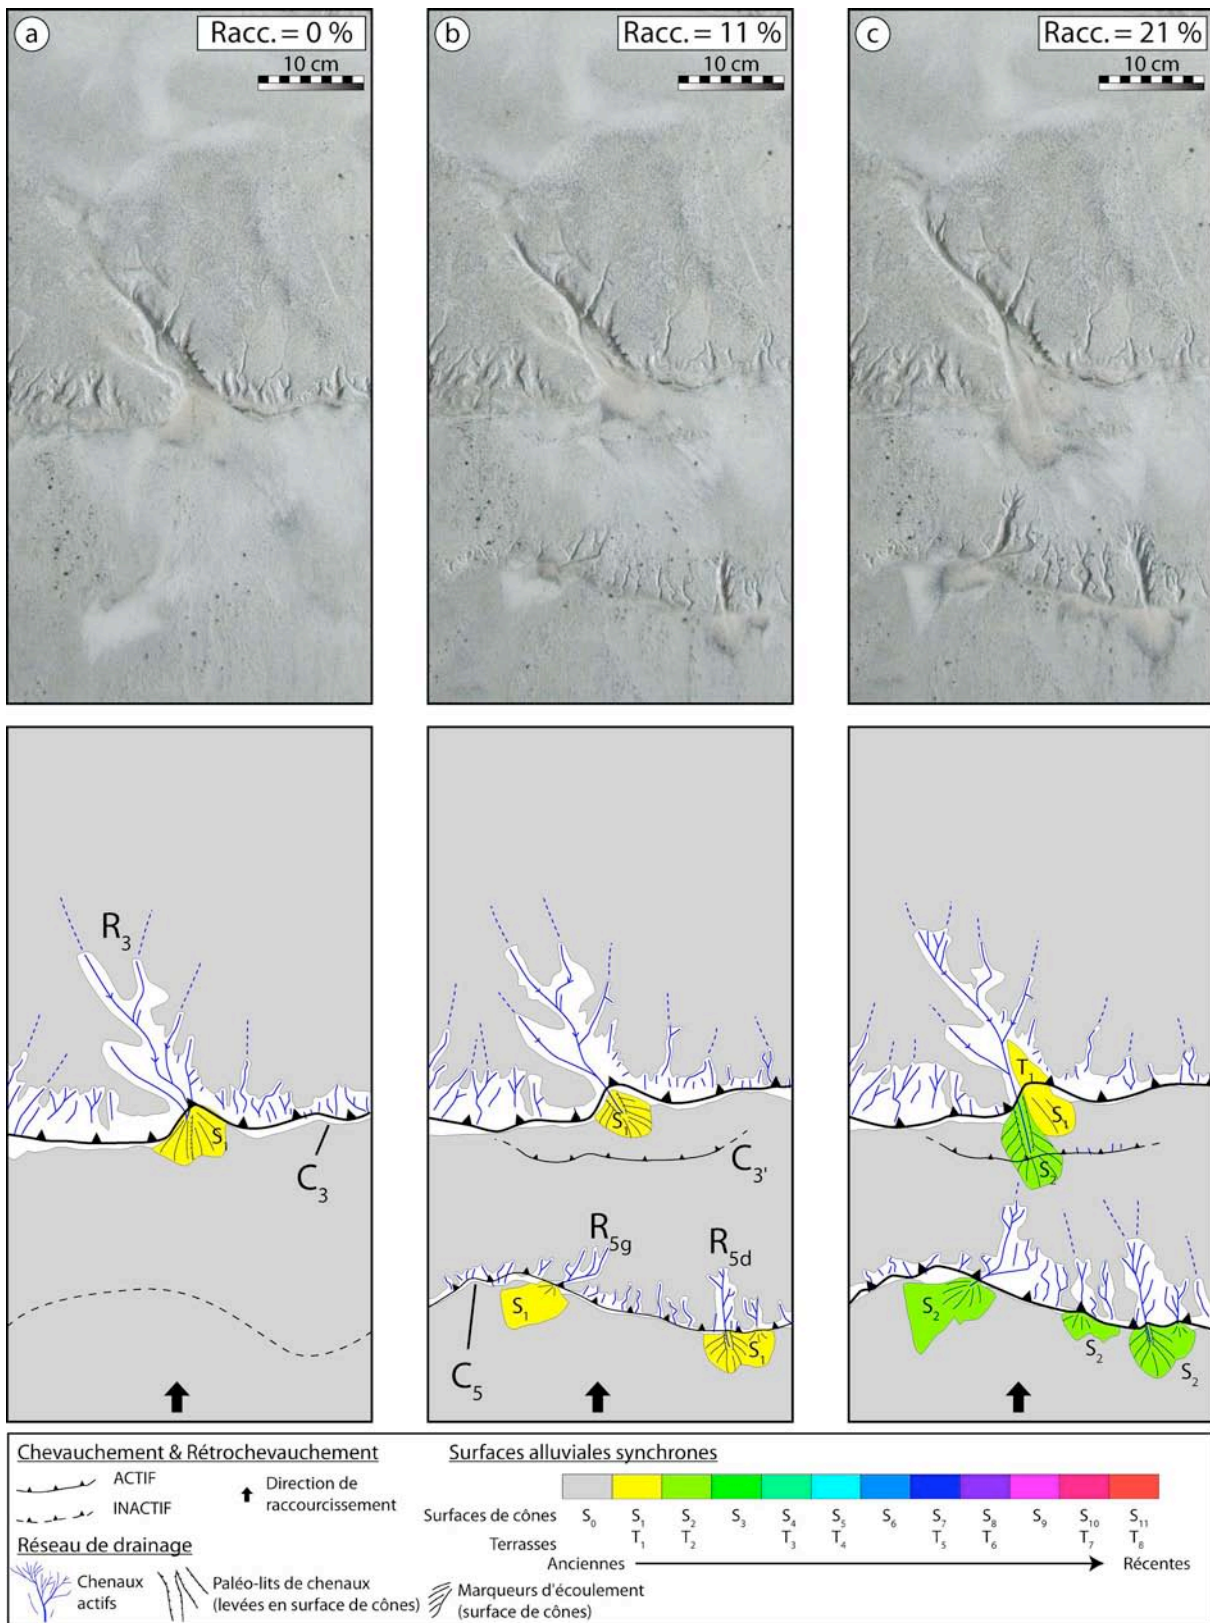 a
Racc. = 0 %
10 cm
b
Racc. = 11 %
10 cm
c
Racc. = 21 %
10 cm
R3
S1
C3
S1
C3'
R5g
R5d
S1
S1
C5
T1
S1
S2
S2
S2
S2
Chevauchement & Rétrochevauchement
ACTIF
INACTIF
Direction de
raccourcissement
Réseau de drainage
Chenaux
actifs
Paléo-lits de chenaux
(levées en surface de cônes)
Marqueurs d'écoulement
(surface de cônes)
Surfaces alluviales synchrones
Surfaces de cônes S0 S1 S2 S3 S4 S5 S6 S7 S8 S9 S10 S11
Terrasses T1 T2 T3 T4 T5 T6 T7 T8
Anciennes Récentes